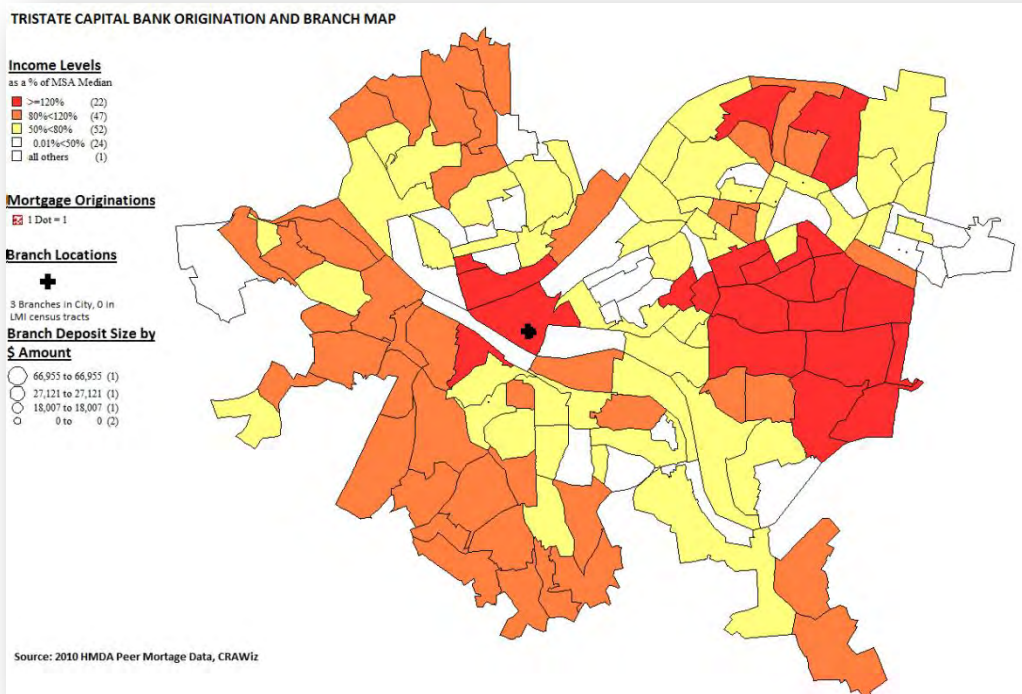 TRISTATE CAPITAL BANK ORIGINATION AND BRANCH MAP
Income Levels
as a % of MSA Median
>=120% (22)
80%<120% (47)
50%<80% (52)
0.01%<50% (24)
all others (1)
Mortgage Originations
1 Dot = 1
Branch Locations
3 Branches in City, 0 in
LMI census tracts
Branch Deposit Size by
$ Amount
66,955 to 66,955 (1)
27,121 to 27,121 (1)
18,007 to 18,007 (1)
0 to 0 (2)
Source: 2010 HMDA Peer Mortage Data, CRAWiz